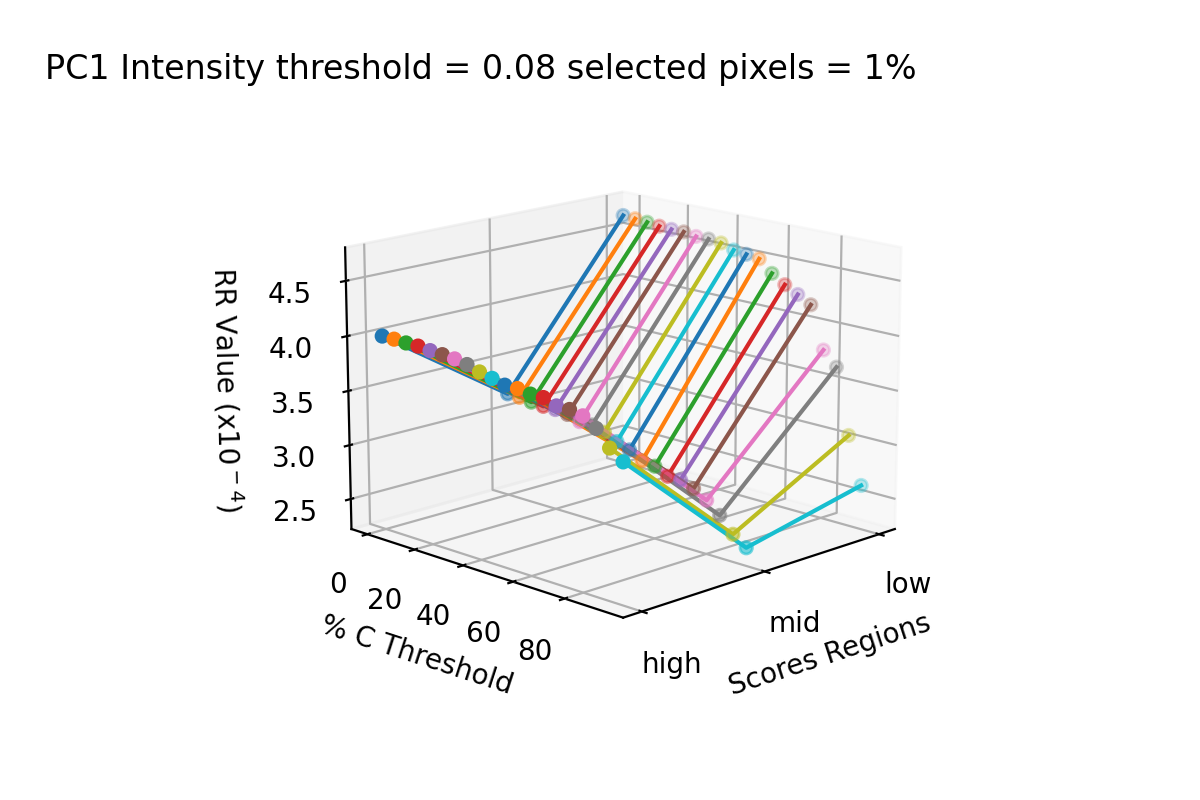 PC1 Intensity threshold = 0.08 selected pixels = 1%
RR Value (x10⁻⁴)
4.5
4.0
3.5
3.0
2.5
0
20
40
60
80
% C Threshold
high
mid
low
Scores Regions